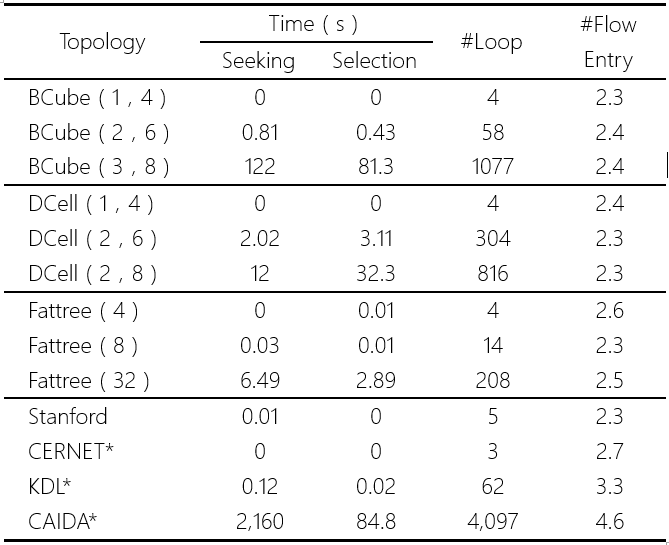 Topology Time ( s ) #Loop #Flow Entry
Seeking Selection
BCube ( 1 , 4 ) 0 0 4 2.3
BCube ( 2 , 6 ) 0.81 0.43 58 2.4
BCube ( 3 , 8 ) 122 81.3 1077 2.4
DCell ( 1 , 4 ) 0 0 4 2.4
DCell ( 2 , 6 ) 2.02 3.11 304 2.3
DCell ( 2 , 8 ) 12 32.3 816 2.3
Fattree ( 4 ) 0 0.01 4 2.6
Fattree ( 8 ) 0.03 0.01 14 2.3
Fattree ( 32 ) 6.49 2.89 208 2.5
Stanford 0.01 0 5 2.3
CERNET* 0 0 3 2.7
KDL* 0.12 0.02 62 3.3
CAIDA* 2,160 84.8 4,097 4.6